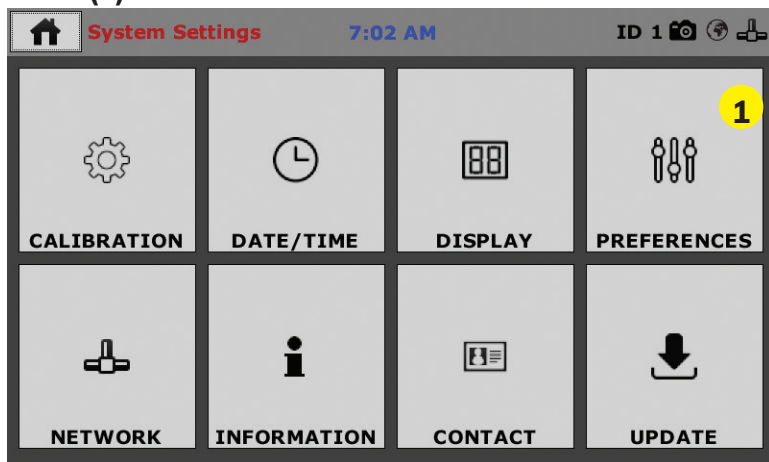 System Settings 7:02 AM ID 1
1
CALIBRATION DATE/TIME DISPLAY PREFERENCES
NETWORK INFORMATION CONTACT UPDATE